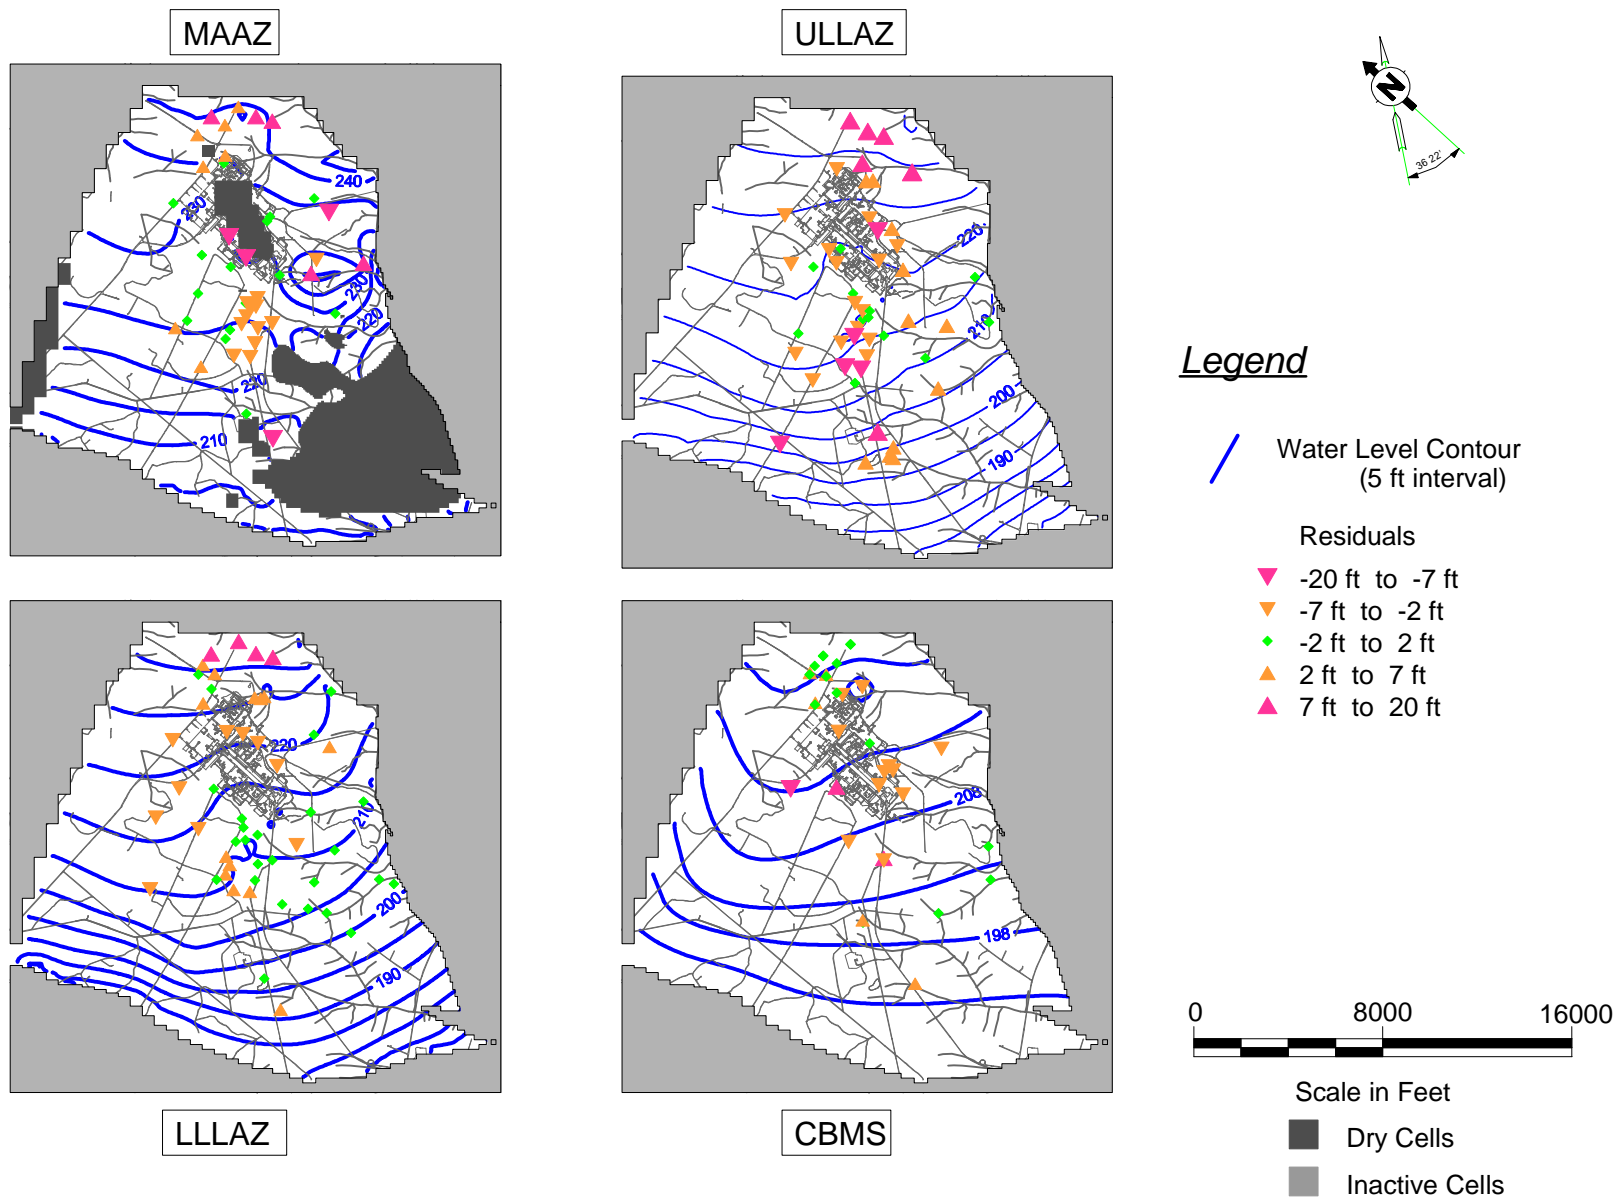 MAAZ
ULLAZ
N
36 22'
240
230
230
220
220
210
220
210
200
190
Legend
Water Level Contour
(5 ft interval)
Residuals
-20 ft to -7 ft
-7 ft to -2 ft
-2 ft to 2 ft
2 ft to 7 ft
7 ft to 20 ft
220
210
200
190
200
198
0 8000 16000
Scale in Feet
Dry Cells
Inactive Cells
LLLAZ
CBMS